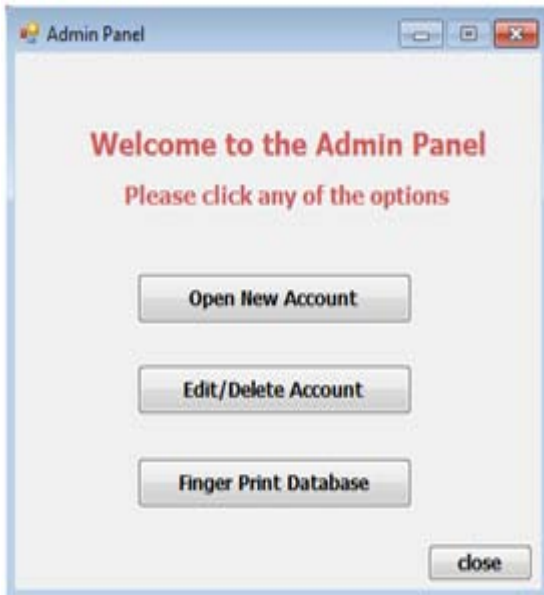 Admin Panel
Welcome to the Admin Panel
Please click any of the options
Open New Account
Edit/Delete Account
Finger Print Database
close